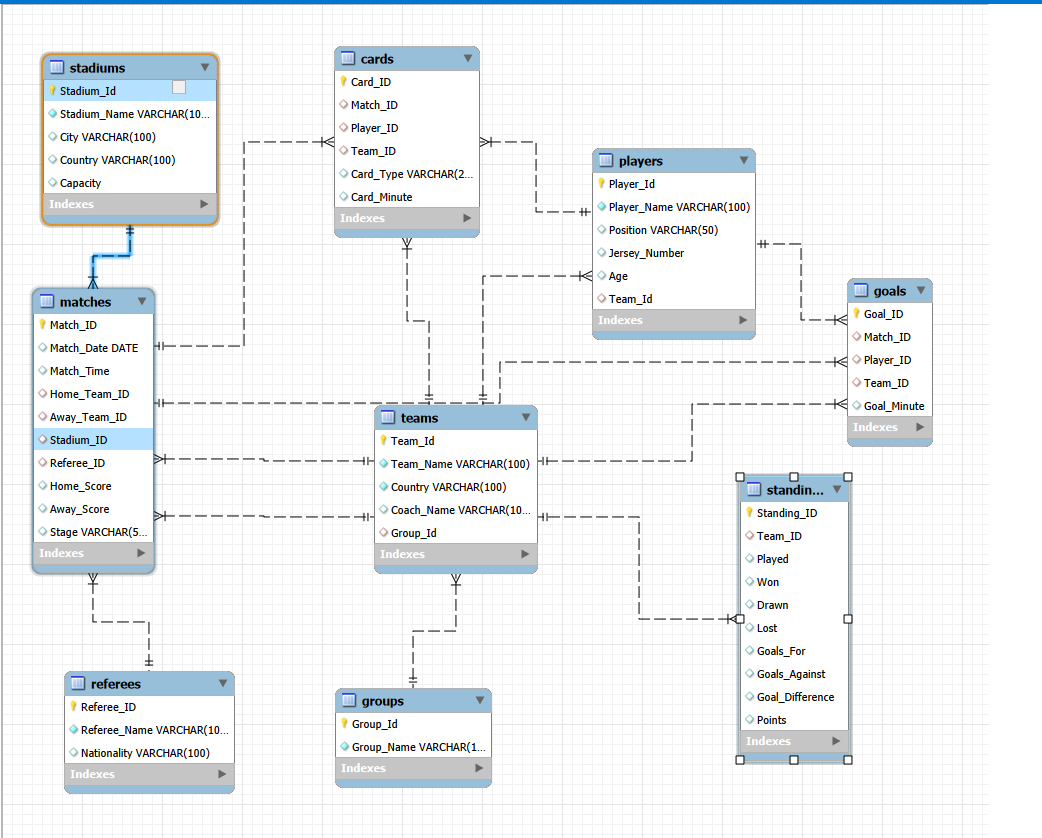 stadiums
Stadium_Id
Stadium_Name VARCHAR(10...
City VARCHAR(100)
Country VARCHAR(100)
Capacity
Indexes
cards
Card_ID
Match_ID
Player_ID
Team_ID
Card_Type VARCHAR(2...
Card_Minute
Indexes
players
Player_Id
Player_Name VARCHAR(100)
Position VARCHAR(50)
Jersey_Number
Age
Team_Id
Indexes
goals
Goal_ID
Match_ID
Player_ID
Team_ID
Goal_Minute
Indexes
matches
Match_ID
Match_Date DATE
Match_Time
Home_Team_ID
Away_Team_ID
Stadium_ID
Referee_ID
Home_Score
Away_Score
Stage VARCHAR(5...
Indexes
teams
Team_Id
Team_Name VARCHAR(100)
Country VARCHAR(100)
Coach_Name VARCHAR(10...
Group_Id
Indexes
standin...
Standing_ID
Team_ID
Played
Won
Drawn
Lost
Goals_For
Goals_Against
Goal_Difference
Points
Indexes
referees
Referee_ID
Referee_Name VARCHAR(10...
Nationality VARCHAR(100)
Indexes
groups
Group_Id
Group_Name VARCHAR(1...
Indexes